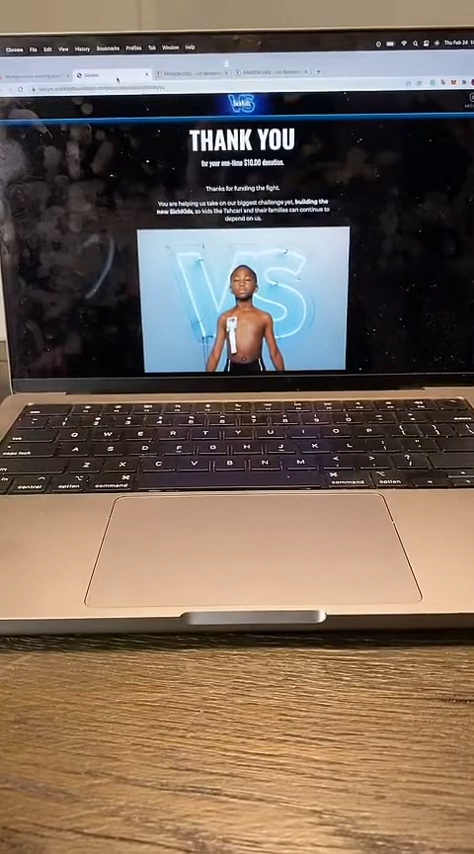 Chrome File Edit View History Bookmarks Profiles Tab Window Help
Thu Feb 24
Donate
VS
SickKids
THANK YOU
for your one-time $10.00 donation.
Thanks for funding the fight.
You are helping us take on our biggest challenge yet, building the
new SickKids, so kids like Tahcari and their families can continue to
depend on us.
VS
Q W E R T Y U I O P
caps lock A S D F G H J K L
Z X C V B N M
control option command command option